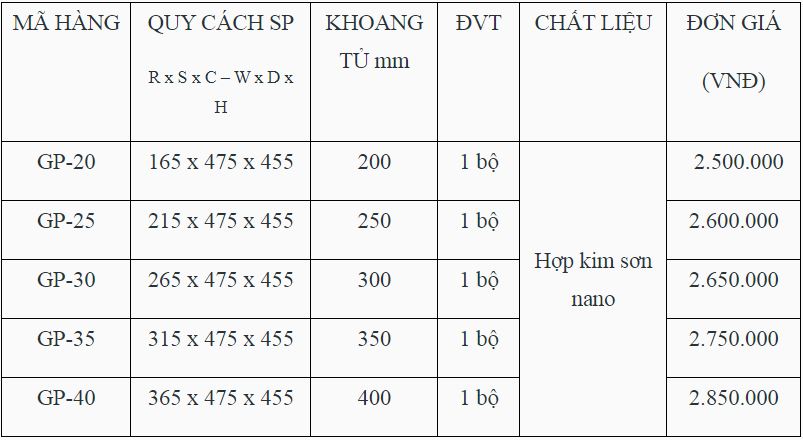 MÃ HÀNG QUY CÁCH SP KHOANG ĐVT CHẤT LIỆU ĐƠN GIÁ
R x S x C – W x D x TỦ mm (VNĐ)
H
GP-20 165 x 475 x 455 200 1 bộ 2.500.000
GP-25 215 x 475 x 455 250 1 bộ 2.600.000
GP-30 265 x 475 x 455 300 1 bộ Hợp kim sơn 2.650.000
nano
GP-35 315 x 475 x 455 350 1 bộ 2.750.000
GP-40 365 x 475 x 455 400 1 bộ 2.850.000